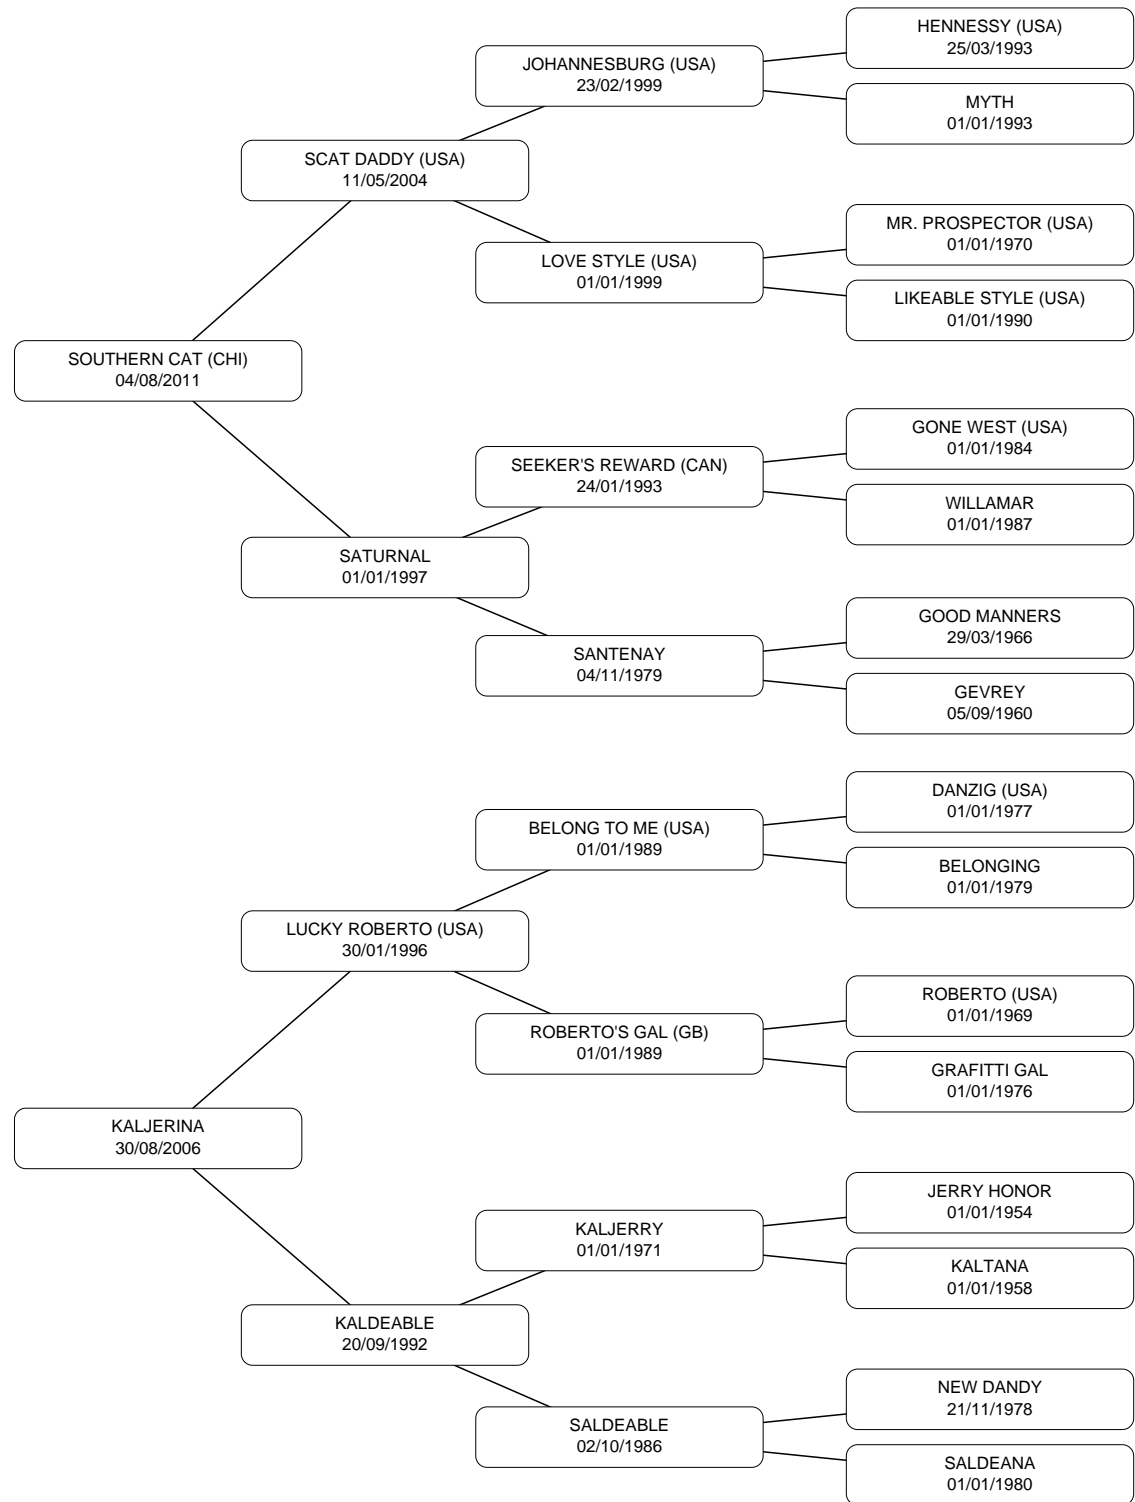 HENNESSY (USA)
25/03/1993
JOHANNESBURG (USA)
23/02/1999
MYTH
01/01/1993
SCAT DADDY (USA)
11/05/2004
MR. PROSPECTOR (USA)
01/01/1970
LOVE STYLE (USA)
01/01/1999
LIKEABLE STYLE (USA)
01/01/1990
SOUTHERN CAT (CHI)
04/08/2011
GONE WEST (USA)
01/01/1984
SEEKER'S REWARD (CAN)
24/01/1993
WILLAMAR
01/01/1987
SATURNAL
01/01/1997
GOOD MANNERS
29/03/1966
SANTENAY
04/11/1979
GEVREY
05/09/1960
DANZIG (USA)
01/01/1977
BELONG TO ME (USA)
01/01/1989
BELONGING
01/01/1979
LUCKY ROBERTO (USA)
30/01/1996
ROBERTO (USA)
01/01/1969
ROBERTO'S GAL (GB)
01/01/1989
GRAFITTI GAL
01/01/1976
KALJERINA
30/08/2006
JERRY HONOR
01/01/1954
KALJERRY
01/01/1971
KALTANA
01/01/1958
KALDEABLE
20/09/1992
NEW DANDY
21/11/1978
SALDEABLE
02/10/1986
SALDEANA
01/01/1980